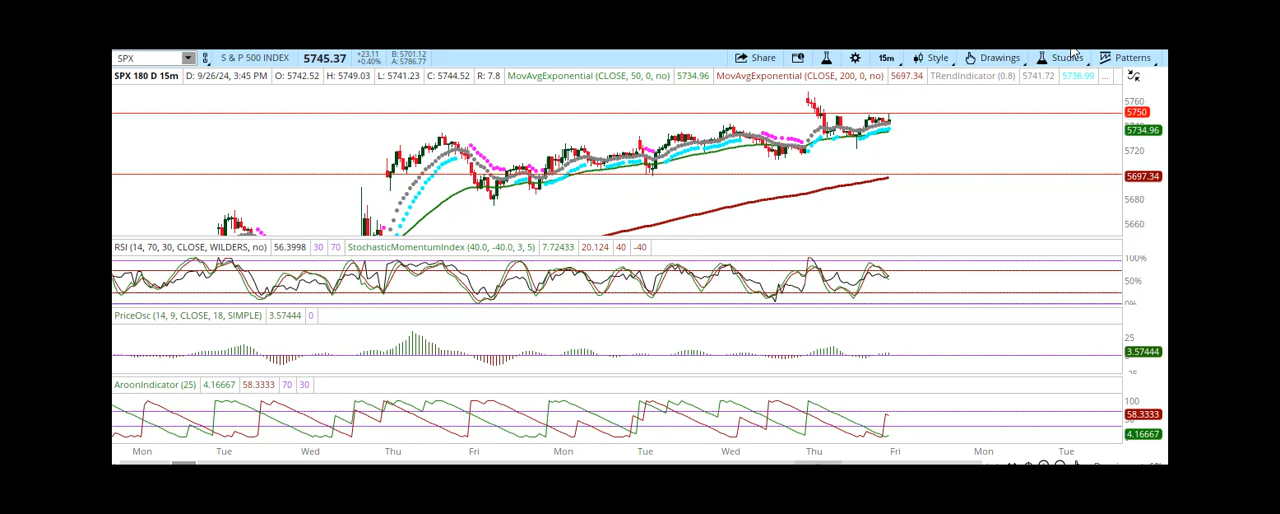 SPX S & P 500 INDEX 5745.37 +23.11 +0.40% B: 5701.12 A: 5786.77 Share 15m Style Drawings Studies Patterns
SPX 180 D 15m D: 9/26/24, 3:45 PM O: 5742.52 H: 5749.03 L: 5741.23 C: 5744.52 R: 7.8 MovAvgExponential (CLOSE, 50, 0, no) 5734.96 MovAvgExponential (CLOSE, 200, 0, no) 5697.34 TRendIndicator (0.8) 5741.72 5736.99 ...
5760
5750
5734.96
5720
5697.34
5680
5660
RSI (14, 70, 30, CLOSE, WILDERS, no) 56.3998 30 70 StochasticMomentumIndex (40.0, -40.0, 3, 5) 7.72433 20.124 40 -40
100%
50%
0%
PriceOsc (14, 9, CLOSE, 18, SIMPLE) 3.57444 0
25
3.57444
-25
AroonIndicator (25) 4.16667 58.3333 70 30
100
58.3333
4.16667
Mon Tue Wed Thu Fri Mon Tue Wed Thu Fri Mon Tue